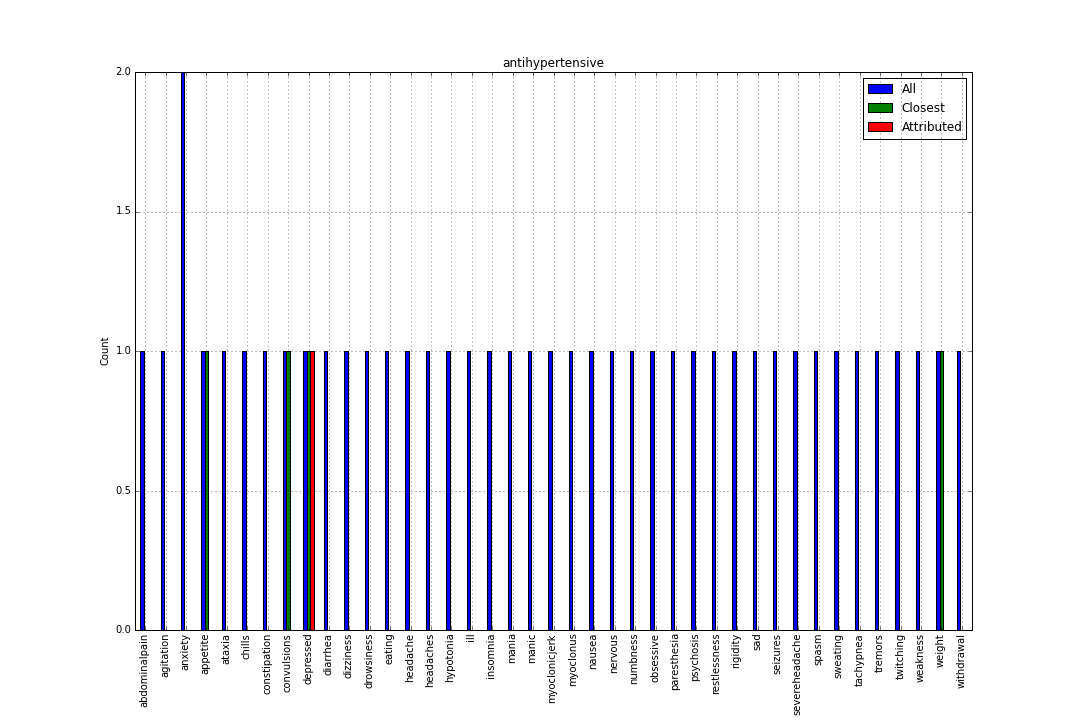 antihypertensive
2.0
All
Closest
Attributed
1.5
1.0
Count
0.5
0.0
abdominalpain
agitation
anxiety
appetite
ataxia
chills
constipation
convulsions
depressed
diarrhea
dizziness
drowsiness
eating
headache
headaches
hypotonia
ill
insomnia
mania
manic
myoclonicjerk
myoclonus
nausea
nervous
numbness
obsessive
paresthesia
psychosis
restlessness
rigidity
sad
seizures
severeheadache
spasm
sweating
tachypnea
tremors
twitching
weakness
weight
withdrawal